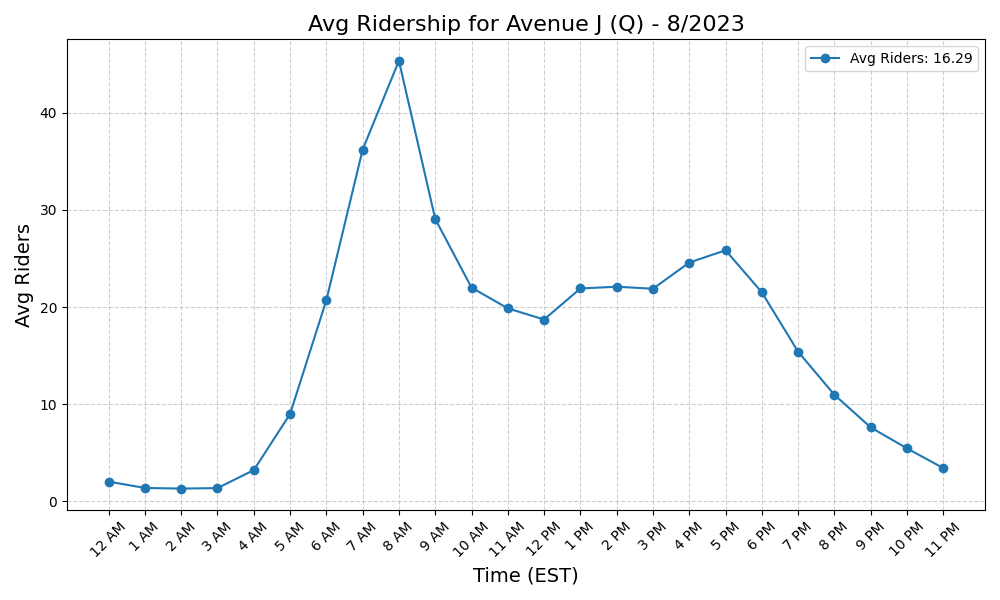 Avg Ridership for Avenue J (Q) - 8/2023
Avg Riders: 16.29
Avg Riders
40
30
20
10
0
12 AM
1 AM
2 AM
3 AM
4 AM
5 AM
6 AM
7 AM
8 AM
9 AM
10 AM
11 AM
12 PM
1 PM
2 PM
3 PM
4 PM
5 PM
6 PM
7 PM
8 PM
9 PM
10 PM
11 PM
Time (EST)